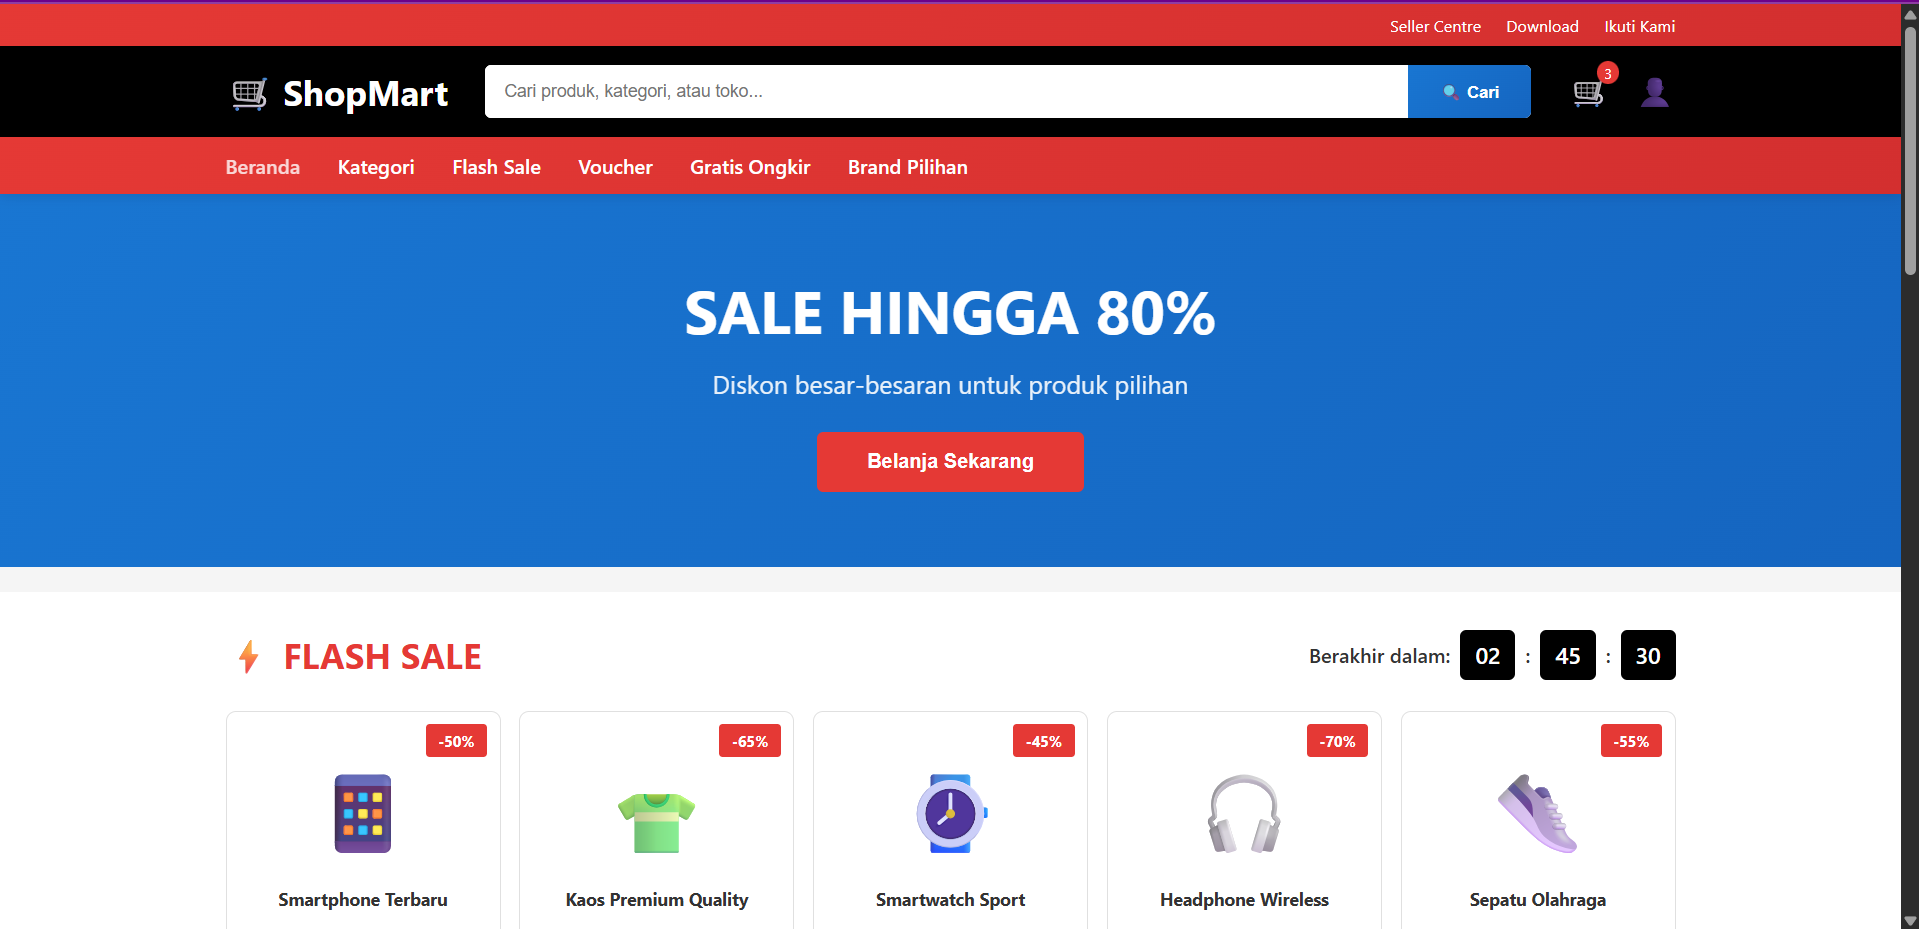 Seller Centre Download Ikuti Kami
ShopMart
Cari produk, kategori, atau toko...
Cari
3
Beranda Kategori Flash Sale Voucher Gratis Ongkir Brand Pilihan
SALE HINGGA 80%
Diskon besar-besaran untuk produk pilihan
Belanja Sekarang
FLASH SALE
Berakhir dalam: 02 : 45 : 30
-50% -65% -45% -70% -55%
Smartphone Terbaru Kaos Premium Quality Smartwatch Sport Headphone Wireless Sepatu Olahraga